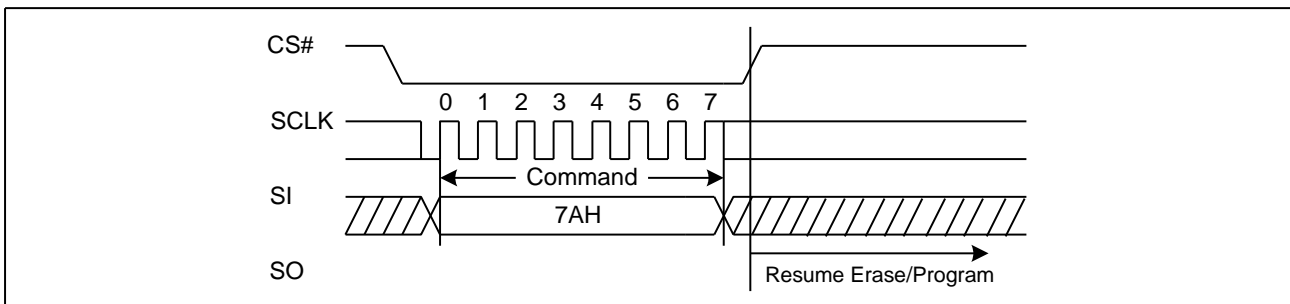 CS#
0 1 2 3 4 5 6 7
SCLK
Command
SI
7AH
SO
Resume Erase/Program